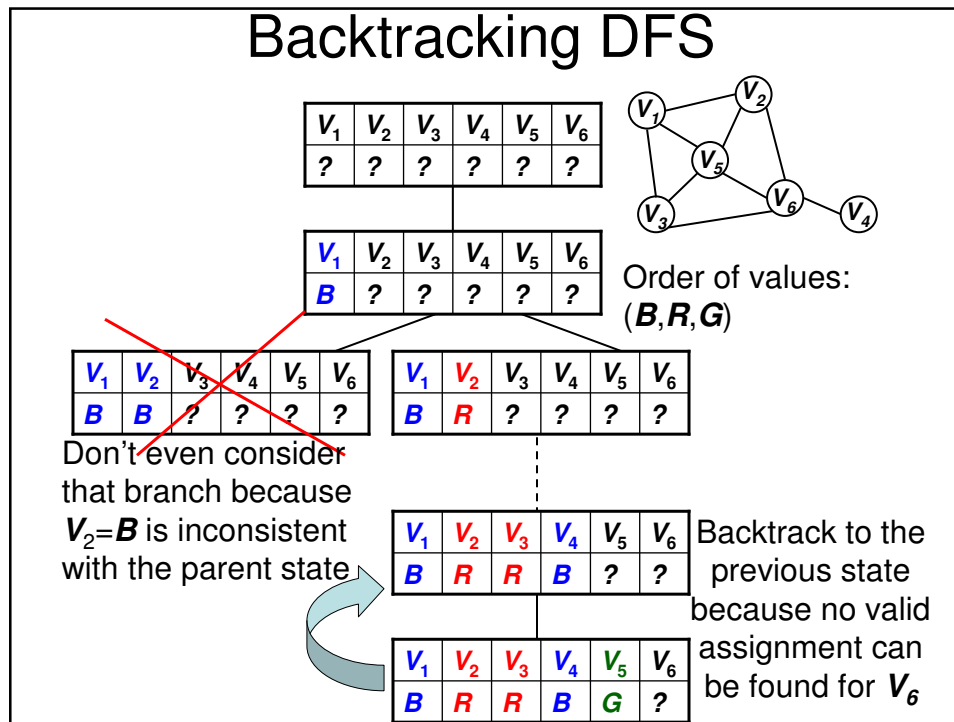 Backtracking DFS
V1 V2 V3 V4 V5 V6
? ? ? ? ? ?
V1
V2
V5
V3
V6
V4
V1 V2 V3 V4 V5 V6
B ? ? ? ? ?
Order of values:
(B,R,G)
V1 V2 V3 V4 V5 V6
B B ? ? ? ?
V1 V2 V3 V4 V5 V6
B R ? ? ? ?
Don't even consider
that branch because
V2=B is inconsistent
with the parent state
V1 V2 V3 V4 V5 V6
B R R B ? ?
Backtrack to the
previous state
because no valid
assignment can
be found for V6
V1 V2 V3 V4 V5 V6
B R R B G ?